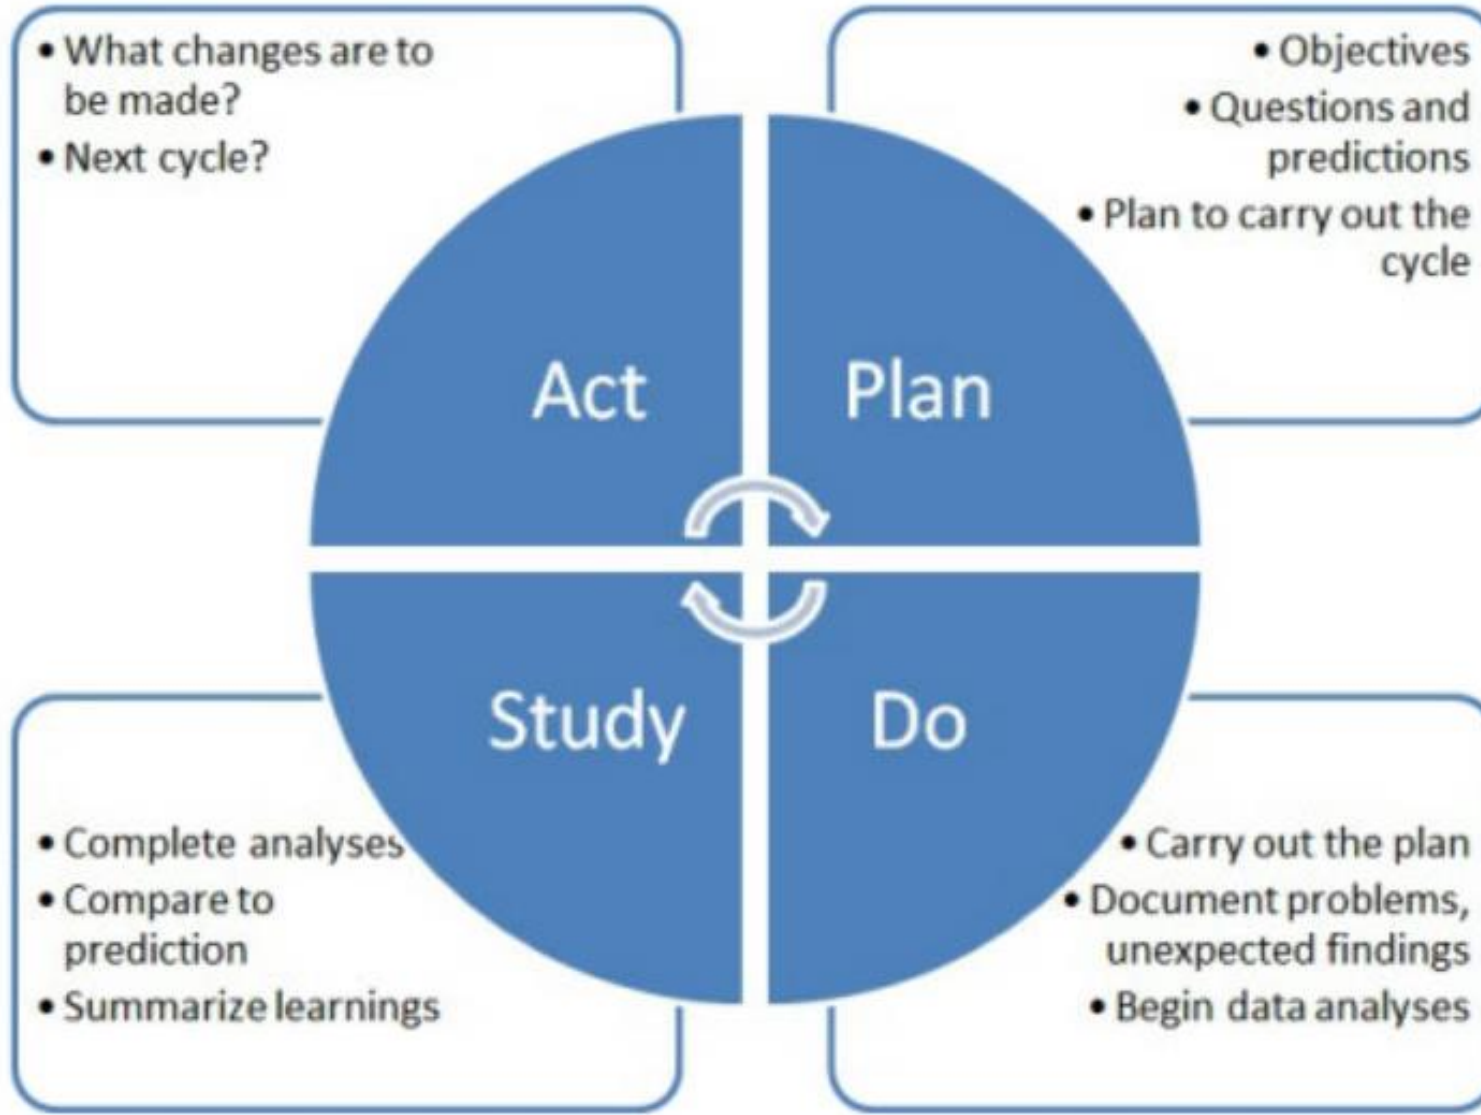 • What changes are to
be made?
• Next cycle?
• Objectives
• Questions and
predictions
• Plan to carry out the
cycle
Act
Plan
Study
Do
• Complete analyses
• Compare to
prediction
• Summarize learnings
• Carry out the plan
• Document problems,
unexpected findings
• Begin data analyses